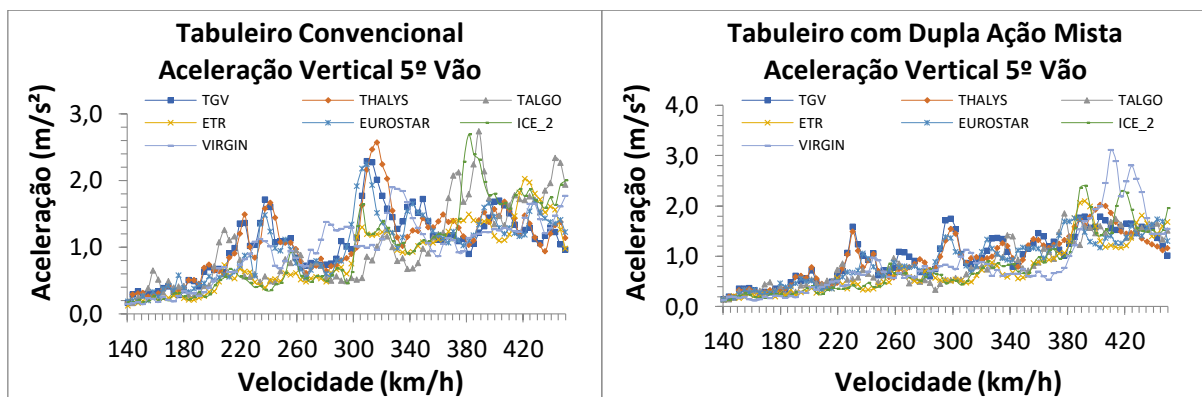 Tabuleiro Convencional
Aceleração Vertical 5º Vão
Aceleração (m/s²)
3,0
2,0
1,0
0,0
TGV THALYS TALGO
ETR EUROSTAR ICE_2
VIRGIN
140 180 220 260 300 340 380 420
Velocidade (km/h)
Tabuleiro com Dupla Ação Mista
Aceleração Vertical 5º Vão
Aceleração (m/s²)
4,0
3,0
2,0
1,0
0,0
TGV THALYS TALGO
ETR EUROSTAR ICE_2
VIRGIN
140 180 220 260 300 340 380 420
Velocidade (km/h)